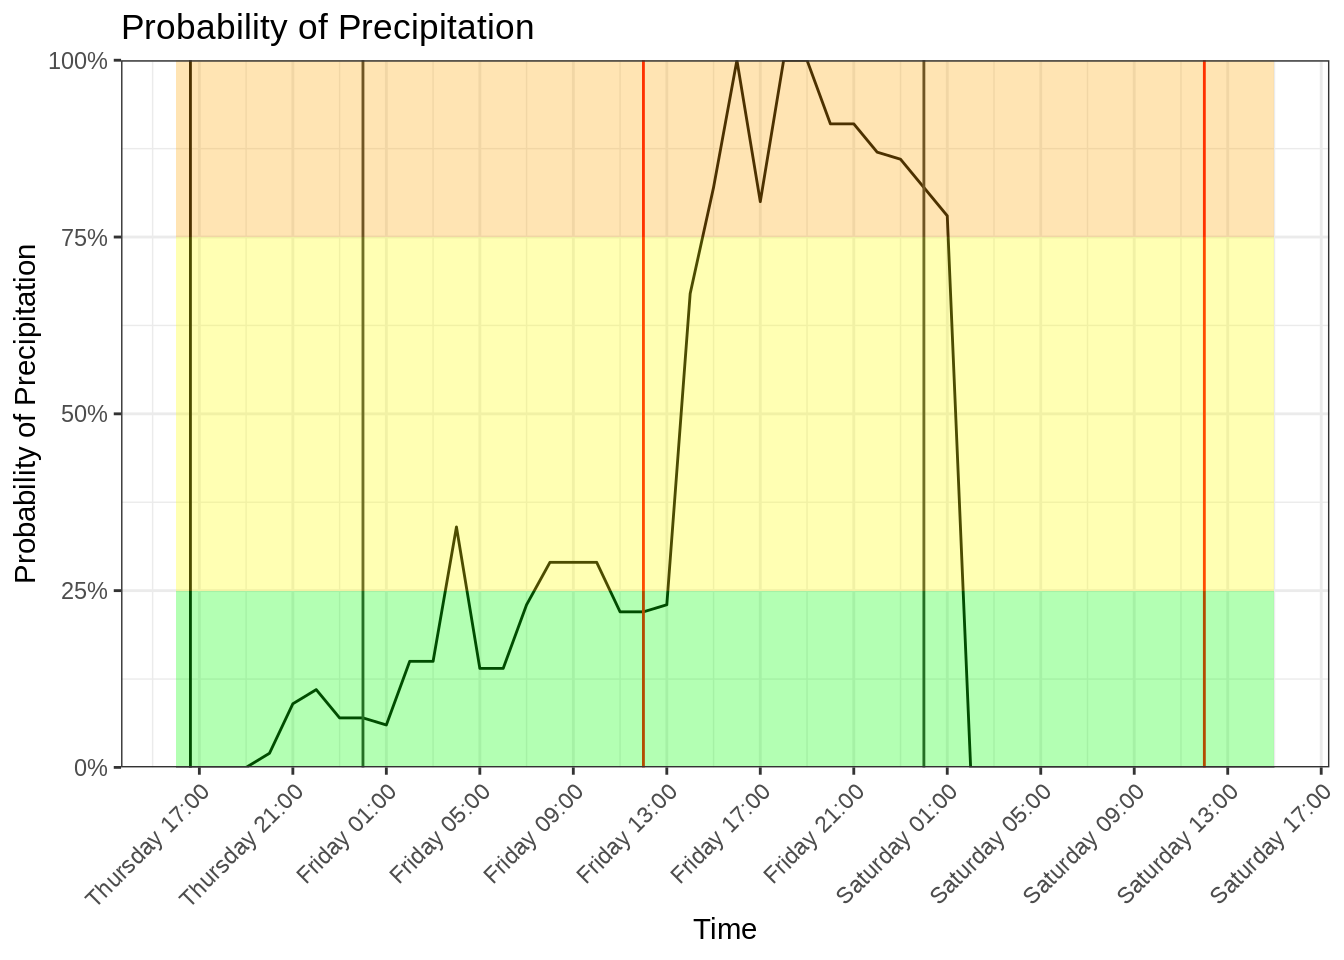 Probability of Precipitation
Probability of Precipitation
100%
75%
50%
25%
0%
Thursday 17:00
Thursday 21:00
Friday 01:00
Friday 05:00
Friday 09:00
Friday 13:00
Friday 17:00
Friday 21:00
Saturday 01:00
Saturday 05:00
Saturday 09:00
Saturday 13:00
Saturday 17:00
Time